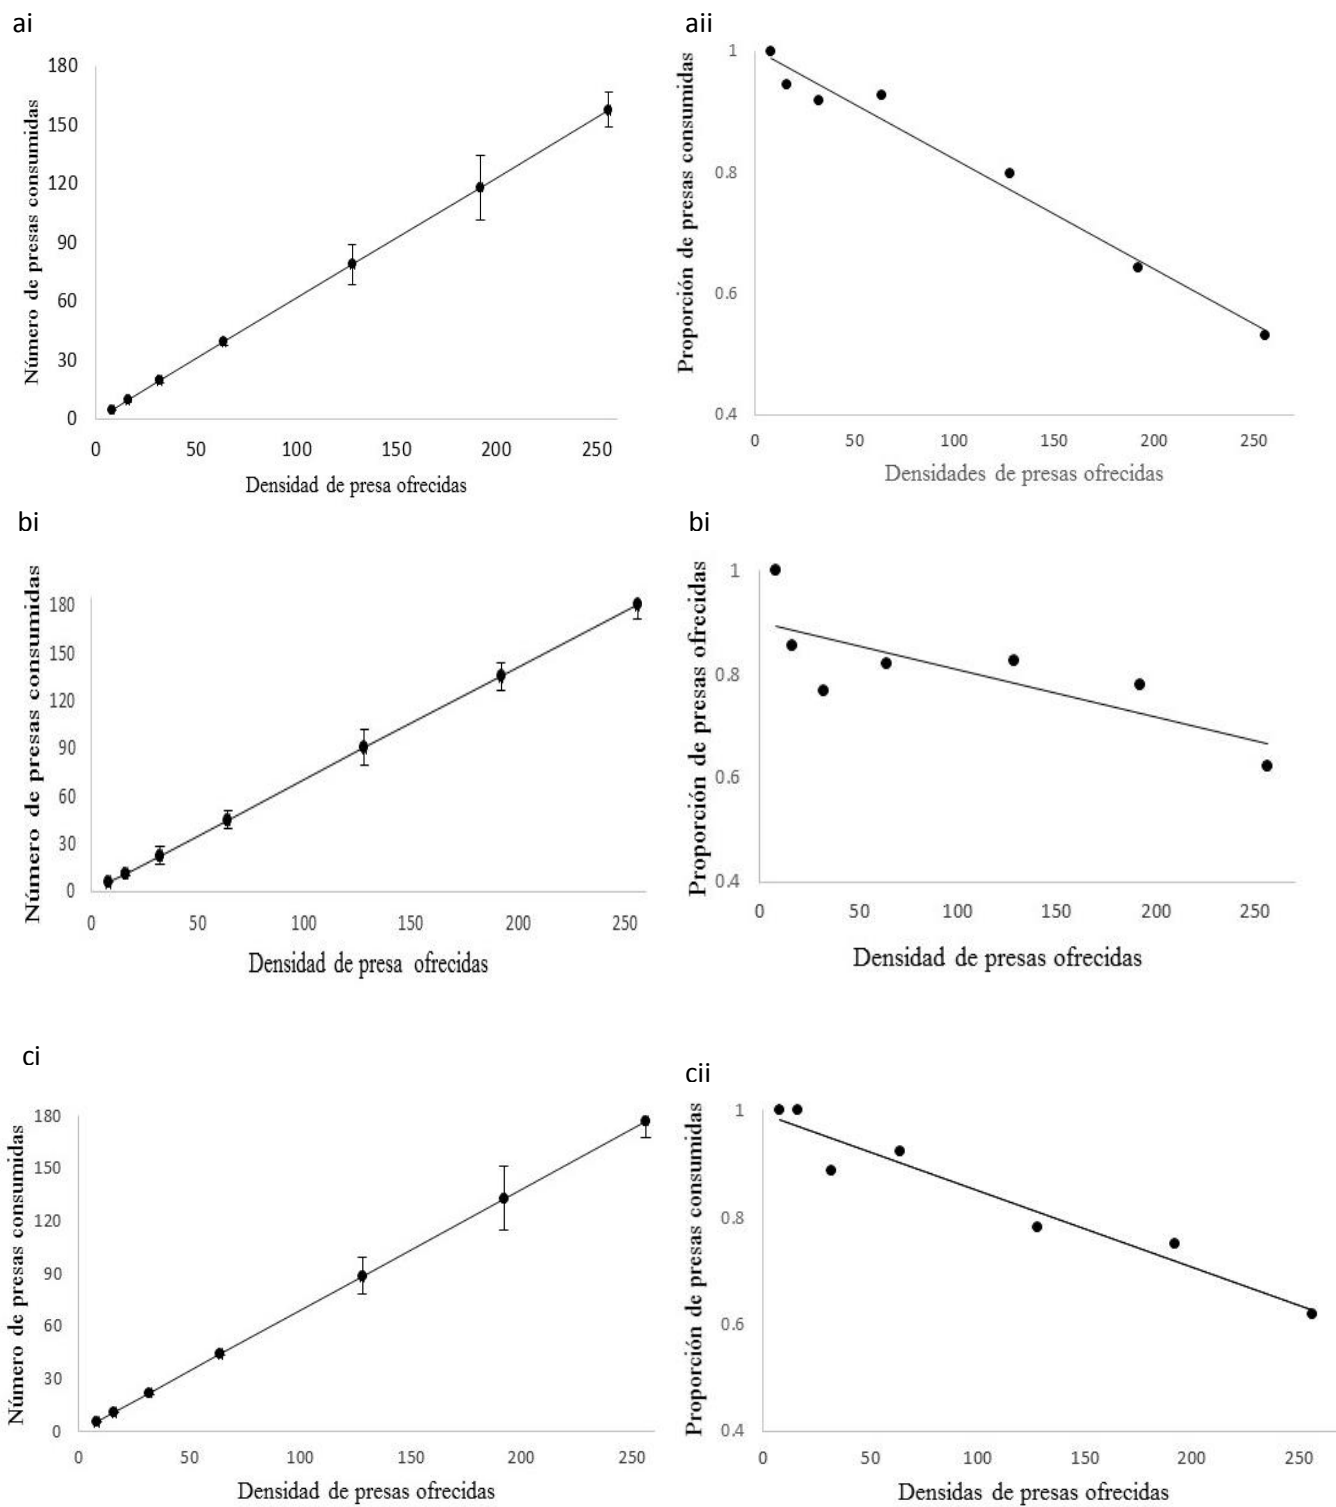 ai
aii
Número de presas consumidas
180
150
120
90
60
30
0
0 50 100 150 200 250
Densidad de presa ofrecidas
Proporción de presas consumidas
1
0.8
0.6
0.4
0 50 100 150 200 250
Densidades de presas ofrecidas
bi
bi
Número de presas consumidas
180
150
120
90
60
30
0
0 50 100 150 200 250
Densidad de presa ofrecidas
Proporción de presas ofrecidas
1
0.8
0.6
0.4
0 50 100 150 200 250
Densidad de presas ofrecidas
ci
cii
Número de presas consumidas
180
150
120
90
60
30
0
0 50 100 150 200 250
Densidad de presas ofrecidas
Proporción de presas consumidas
1
0.8
0.6
0.4
0 50 100 150 200 250
Densidas de presas ofrecidas